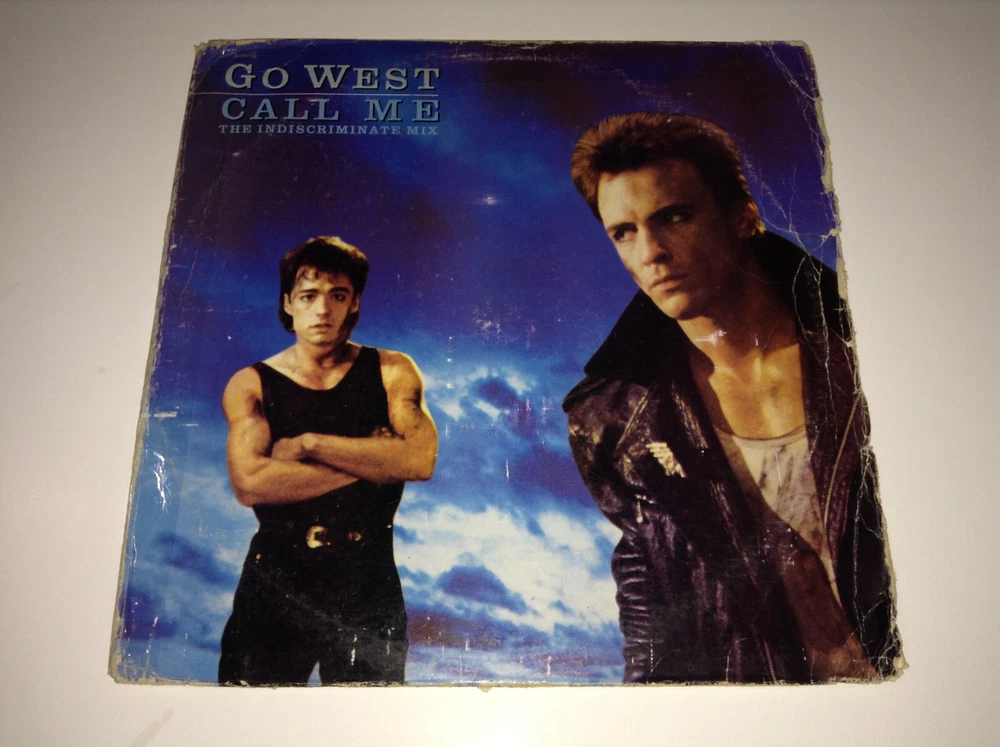 GO WEST
CALL ME
THE INDISCRIMINATE MIX